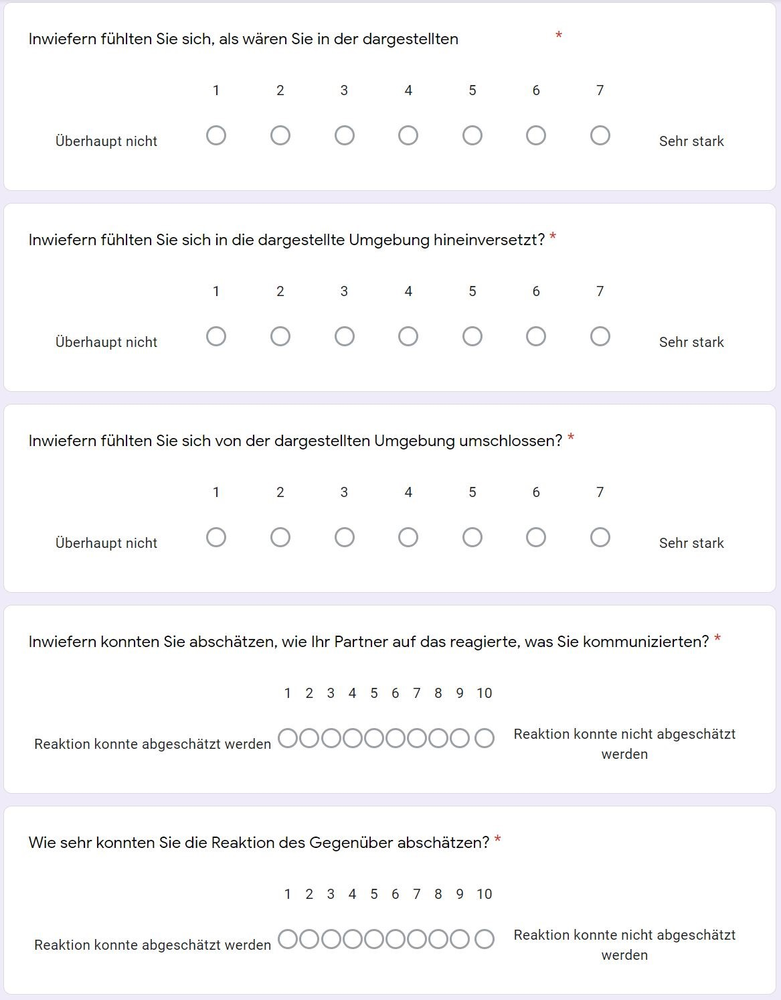 Inwiefern fühlten Sie sich, als wären Sie in der dargestellten *
1 2 3 4 5 6 7
Überhaupt nicht Sehr stark
Inwiefern fühlten Sie sich in die dargestellte Umgebung hineinversetzt? *
1 2 3 4 5 6 7
Überhaupt nicht Sehr stark
Inwiefern fühlten Sie sich von der dargestellten Umgebung umschlossen? *
1 2 3 4 5 6 7
Überhaupt nicht Sehr stark
Inwiefern konnten Sie abschätzen, wie Ihr Partner auf das reagierte, was Sie kommunizierten? *
1 2 3 4 5 6 7 8 9 10
Reaktion konnte abgeschätzt werden
Reaktion konnte nicht abgeschätzt
werden
Wie sehr konnten Sie die Reaktion des Gegenüber abschätzen? *
1 2 3 4 5 6 7 8 9 10
Reaktion konnte abgeschätzt werden
Reaktion konnte nicht abgeschätzt
werden